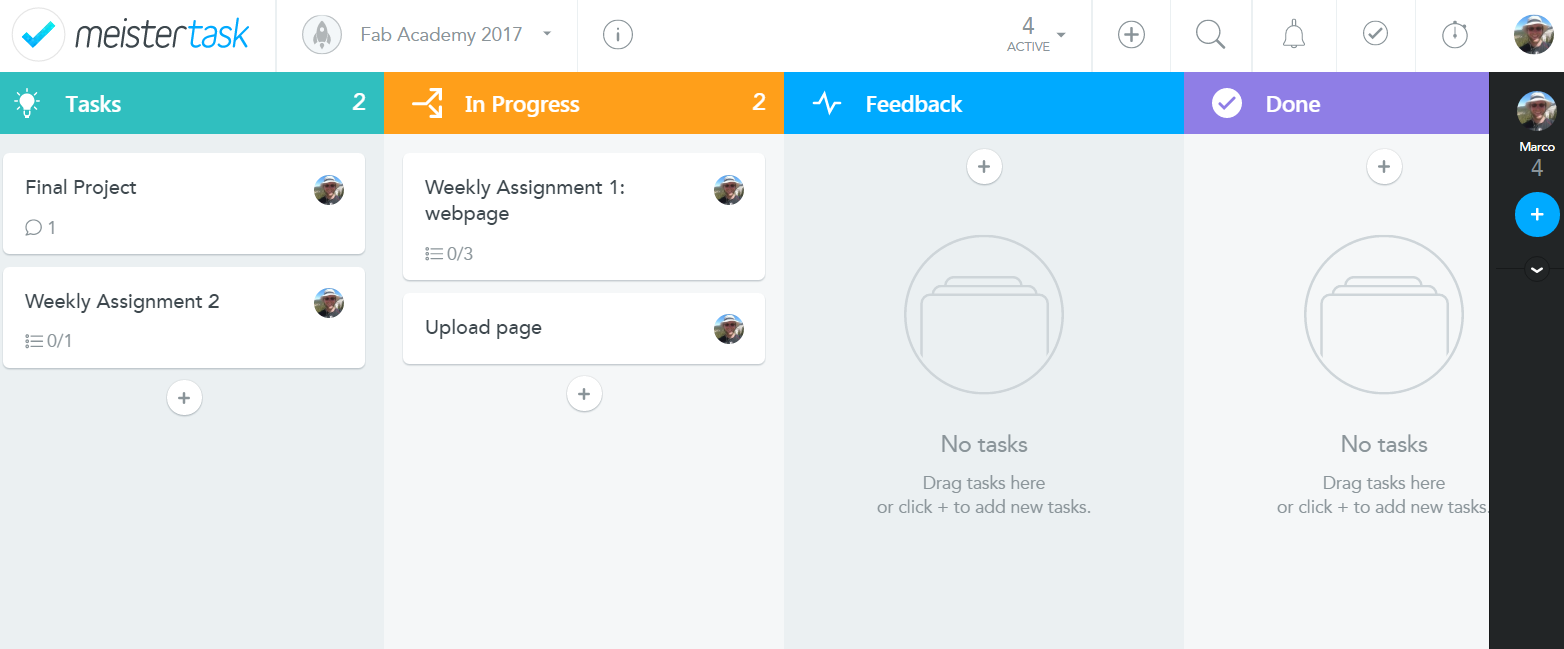 meistertask
Fab Academy 2017
i
4
ACTIVE
Tasks 2
In Progress 2
Feedback
Done
Marco
4
Final Project
1
Weekly Assignment 2
0/1
Weekly Assignment 1:
webpage
0/3
Upload page
No tasks
Drag tasks here
or click + to add new tasks.
No tasks
Drag tasks here
or click + to add new tasks.